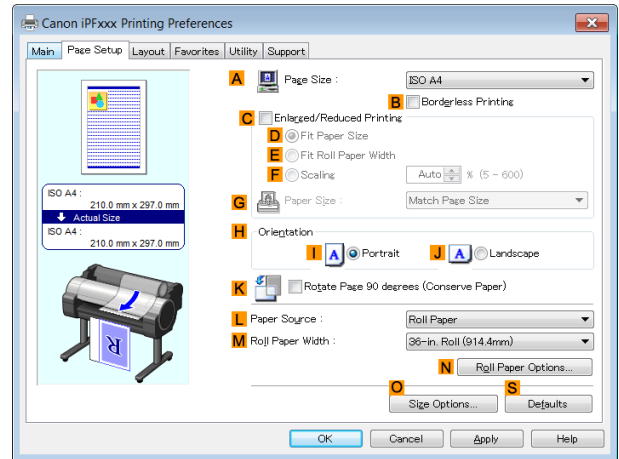 Canon iPFxxx Printing Preferences
Main Page Setup Layout Favorites Utility Support
A Page Size : ISO A4
B Borderless Printing
C Enlarged/Reduced Printing
D Fit Paper Size
E Fit Roll Paper Width
F Scaling Auto % (5 - 600)
ISO A4 :
210.0 mm x 297.0 mm
Actual Size
ISO A4 :
210.0 mm x 297.0 mm
G Paper Size : Match Page Size
H Orientation
I A Portrait J A Landscape
K Rotate Page 90 degrees (Conserve Paper)
L Paper Source : Roll Paper
M Roll Paper Width : 36-in. Roll (914.4mm)
R
N Roll Paper Options...
O S
Size Options... Defaults
OK Cancel Apply Help